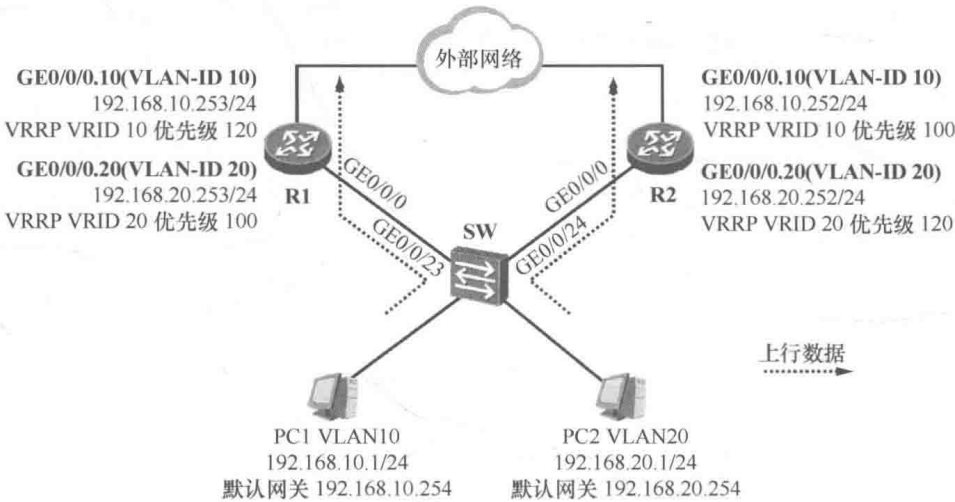 外部网络
GE0/0/0.10(VLAN-ID 10)
192.168.10.253/24
VRRP VRID 10 优先级 120
GE0/0/0.20(VLAN-ID 20)
192.168.20.253/24
VRRP VRID 20 优先级 100
R1
GE0/0/0
GE0/0/23
SW
GE0/0/0
GE0/0/24
GE0/0/0.10(VLAN-ID 10)
192.168.10.252/24
VRRP VRID 10 优先级 100
GE0/0/0.20(VLAN-ID 20)
192.168.20.252/24
VRRP VRID 20 优先级 120
R2
上行数据
PC1 VLAN10
192.168.10.1/24
默认网关 192.168.10.254
PC2 VLAN20
192.168.20.1/24
默认网关 192.168.20.254